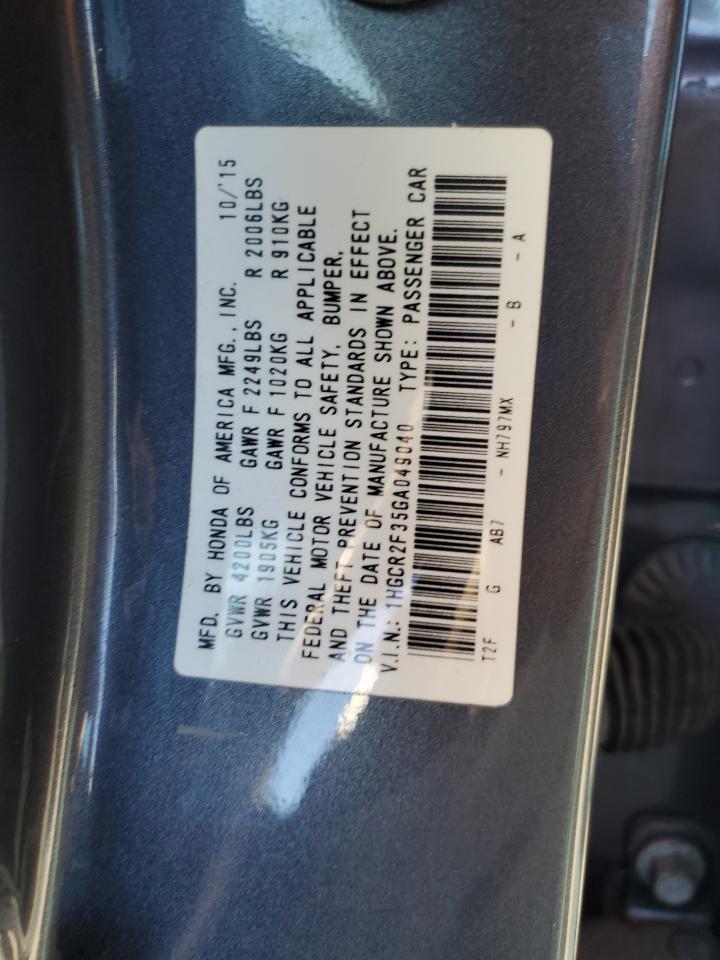 MFD. BY HONDA OF AMERICA MFG., INC. 10/'15
GVWR 4200LBS GAWR F 2249LBS R 2006LBS
GVWR 1905KG GAWR F 1020KG R 910KG
THIS VEHICLE CONFORMS TO ALL APPLICABLE
FEDERAL MOTOR VEHICLE SAFETY, BUMPER,
AND THEFT PREVENTION STANDARDS IN EFFECT
ON THE DATE OF MANUFACTURE SHOWN ABOVE.
V.I.N.: 1HGCR2F35GA049040 TYPE: PASSENGER CAR
T2F G AB7 - NH797MX - B - A